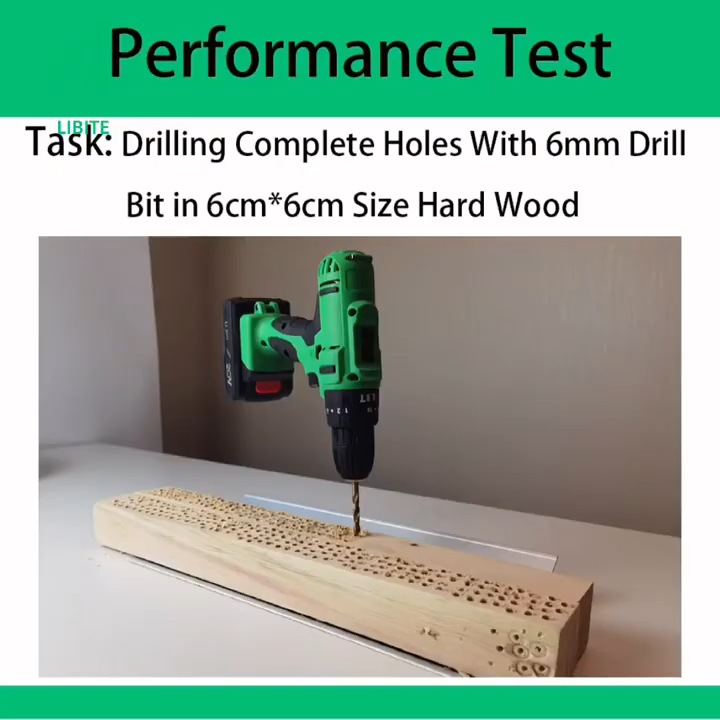 Performance Test
LIBITE
Task: Drilling Complete Holes With 6mm Drill
Bit in 6cm*6cm Size Hard Wood